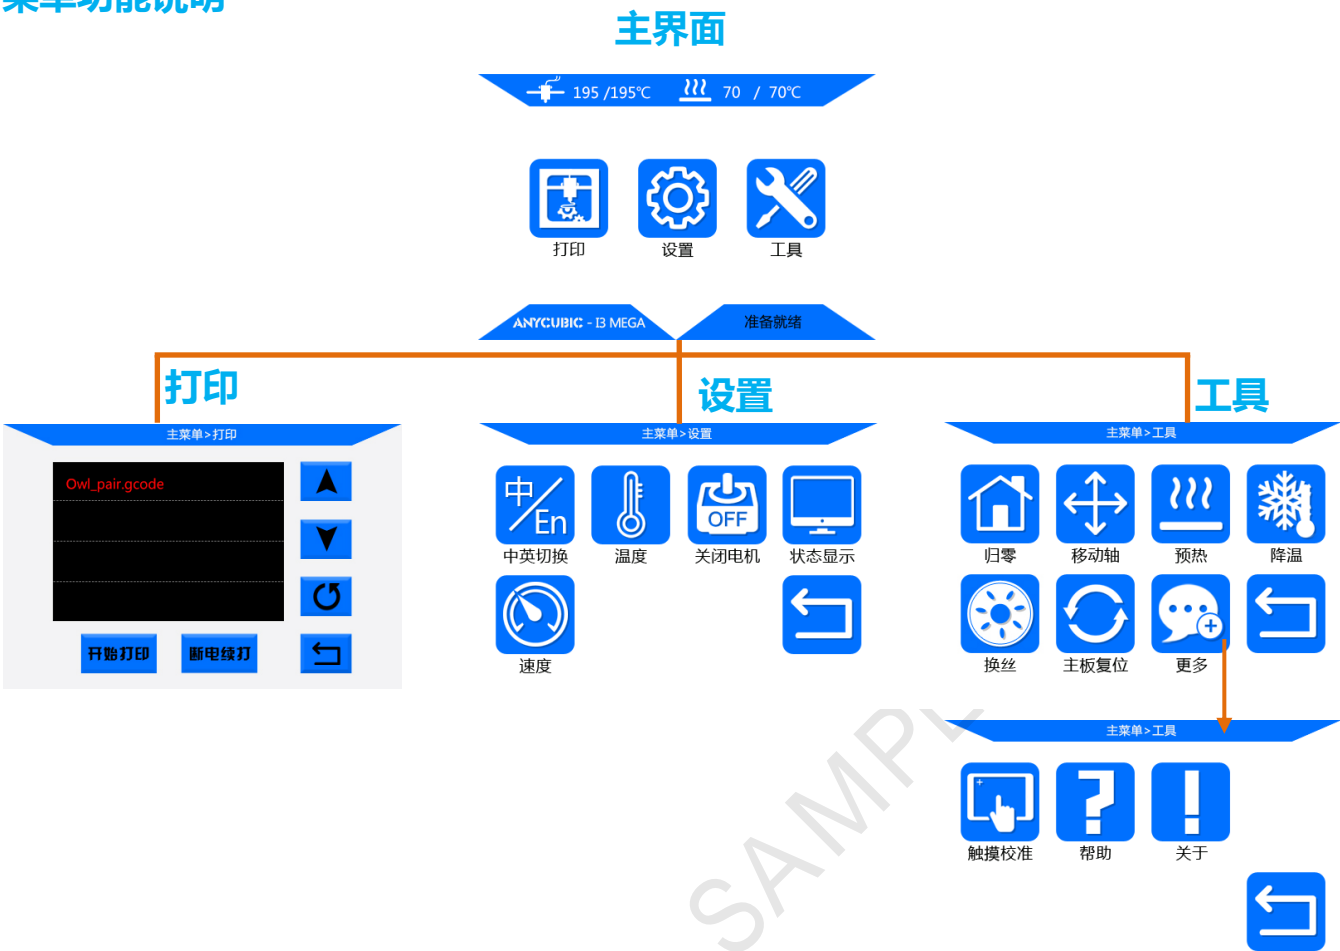 菜单功能说明
主界面
195 /195℃ 70 / 70℃
打印 设置 工具
ANYCUBIC - I3 MEGA 准备就绪
打印
主菜单>打印
Owl_pair.gcode
开始打印 断电续打
设置
主菜单>设置
中/En OFF
中英切换 温度 关闭电机 状态显示
速度
工具
主菜单>工具
归零 移动轴 预热 降温
换丝 主板复位 更多
主菜单>工具
触摸校准 帮助 关于
SAMPLE